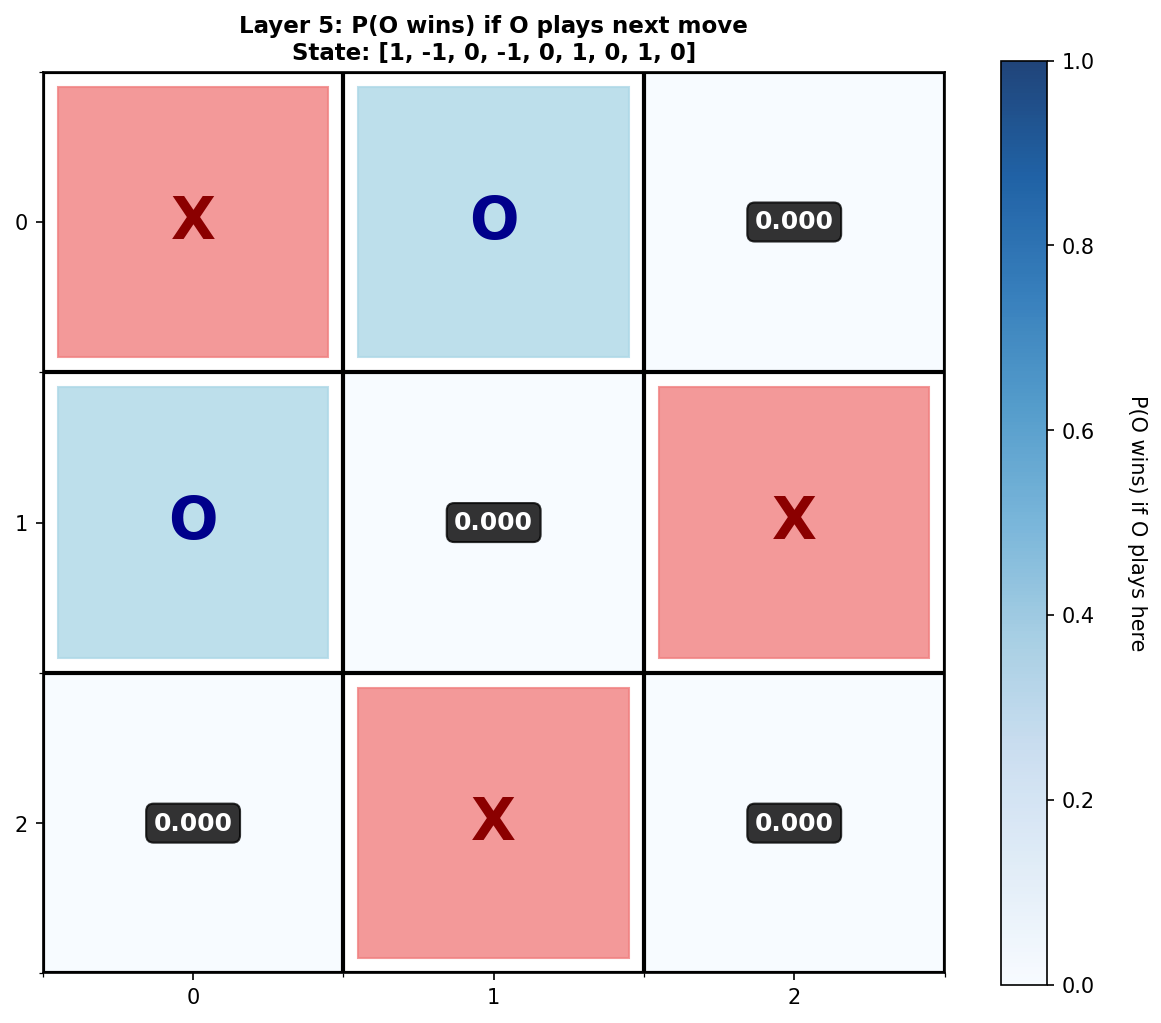 Layer 5: P(O wins) if O plays next move
State: [1, -1, 0, -1, 0, 1, 0, 1, 0]
X
O
0.000
O
0.000
X
0.000
X
0.000
0
1
2
0
1
2
1.0
0.8
0.6
0.4
0.2
0.0
P(O wins) if O plays here